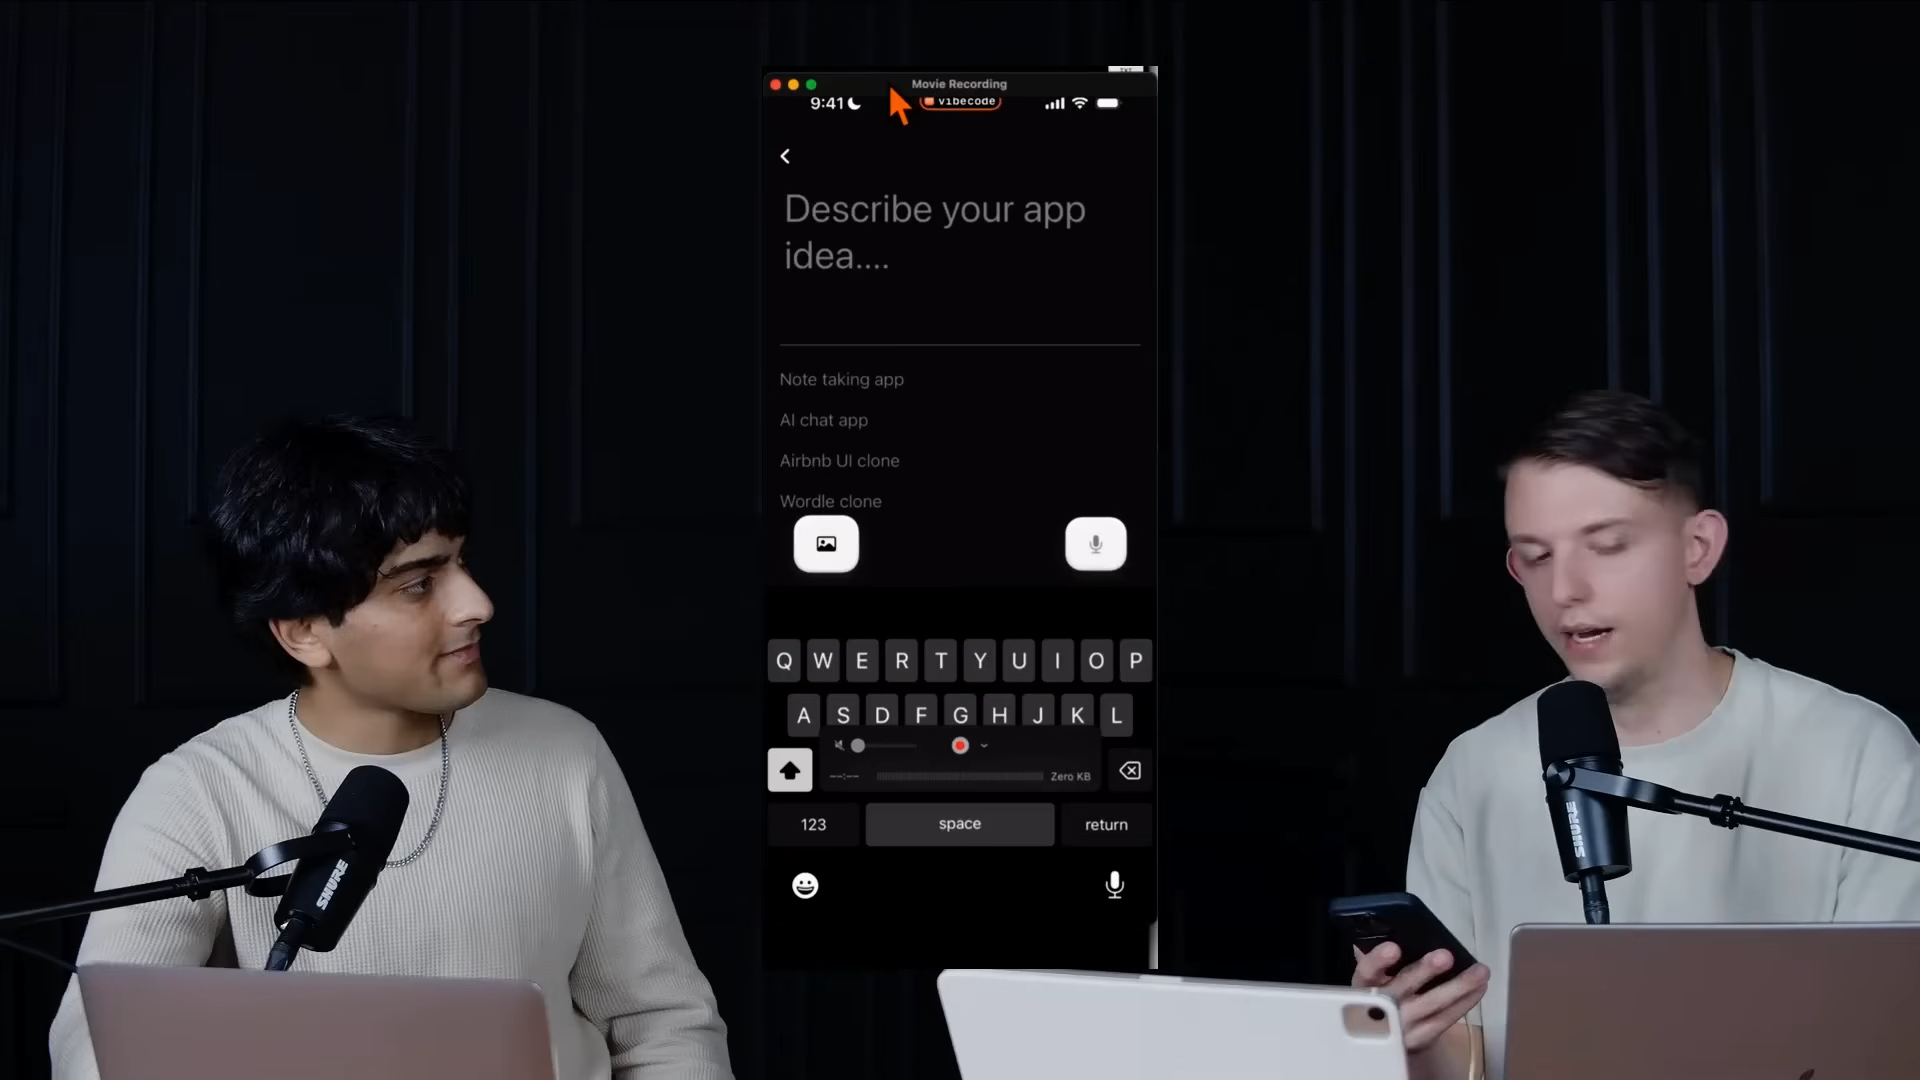 Movie Recording
9:41
vibecode
Describe your app
idea....
Note taking app
AI chat app
Airbnb UI clone
Wordle clone
Q W E R T Y U I O P
A S D F G H J K L
--:-- Zero KB
123 space return
SHURE
SHURE